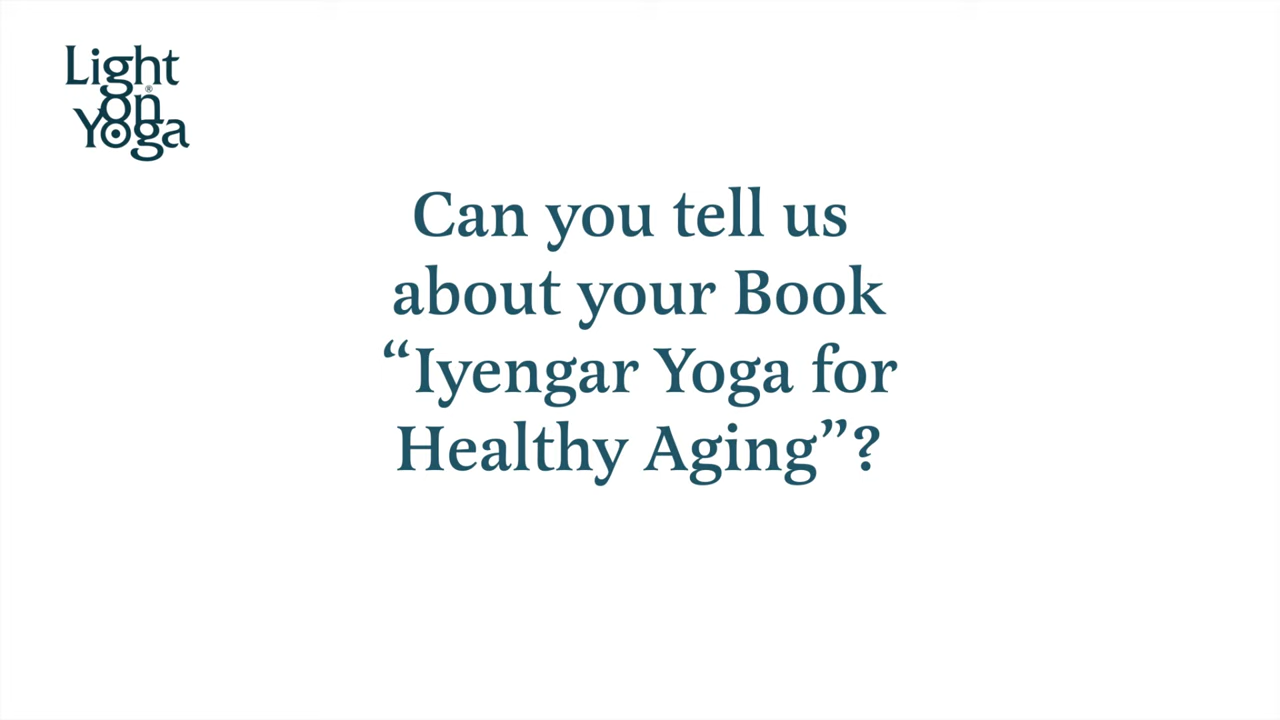 Light
on®
Yoga
Can you tell us
about your Book
“Iyengar Yoga for
Healthy Aging”?